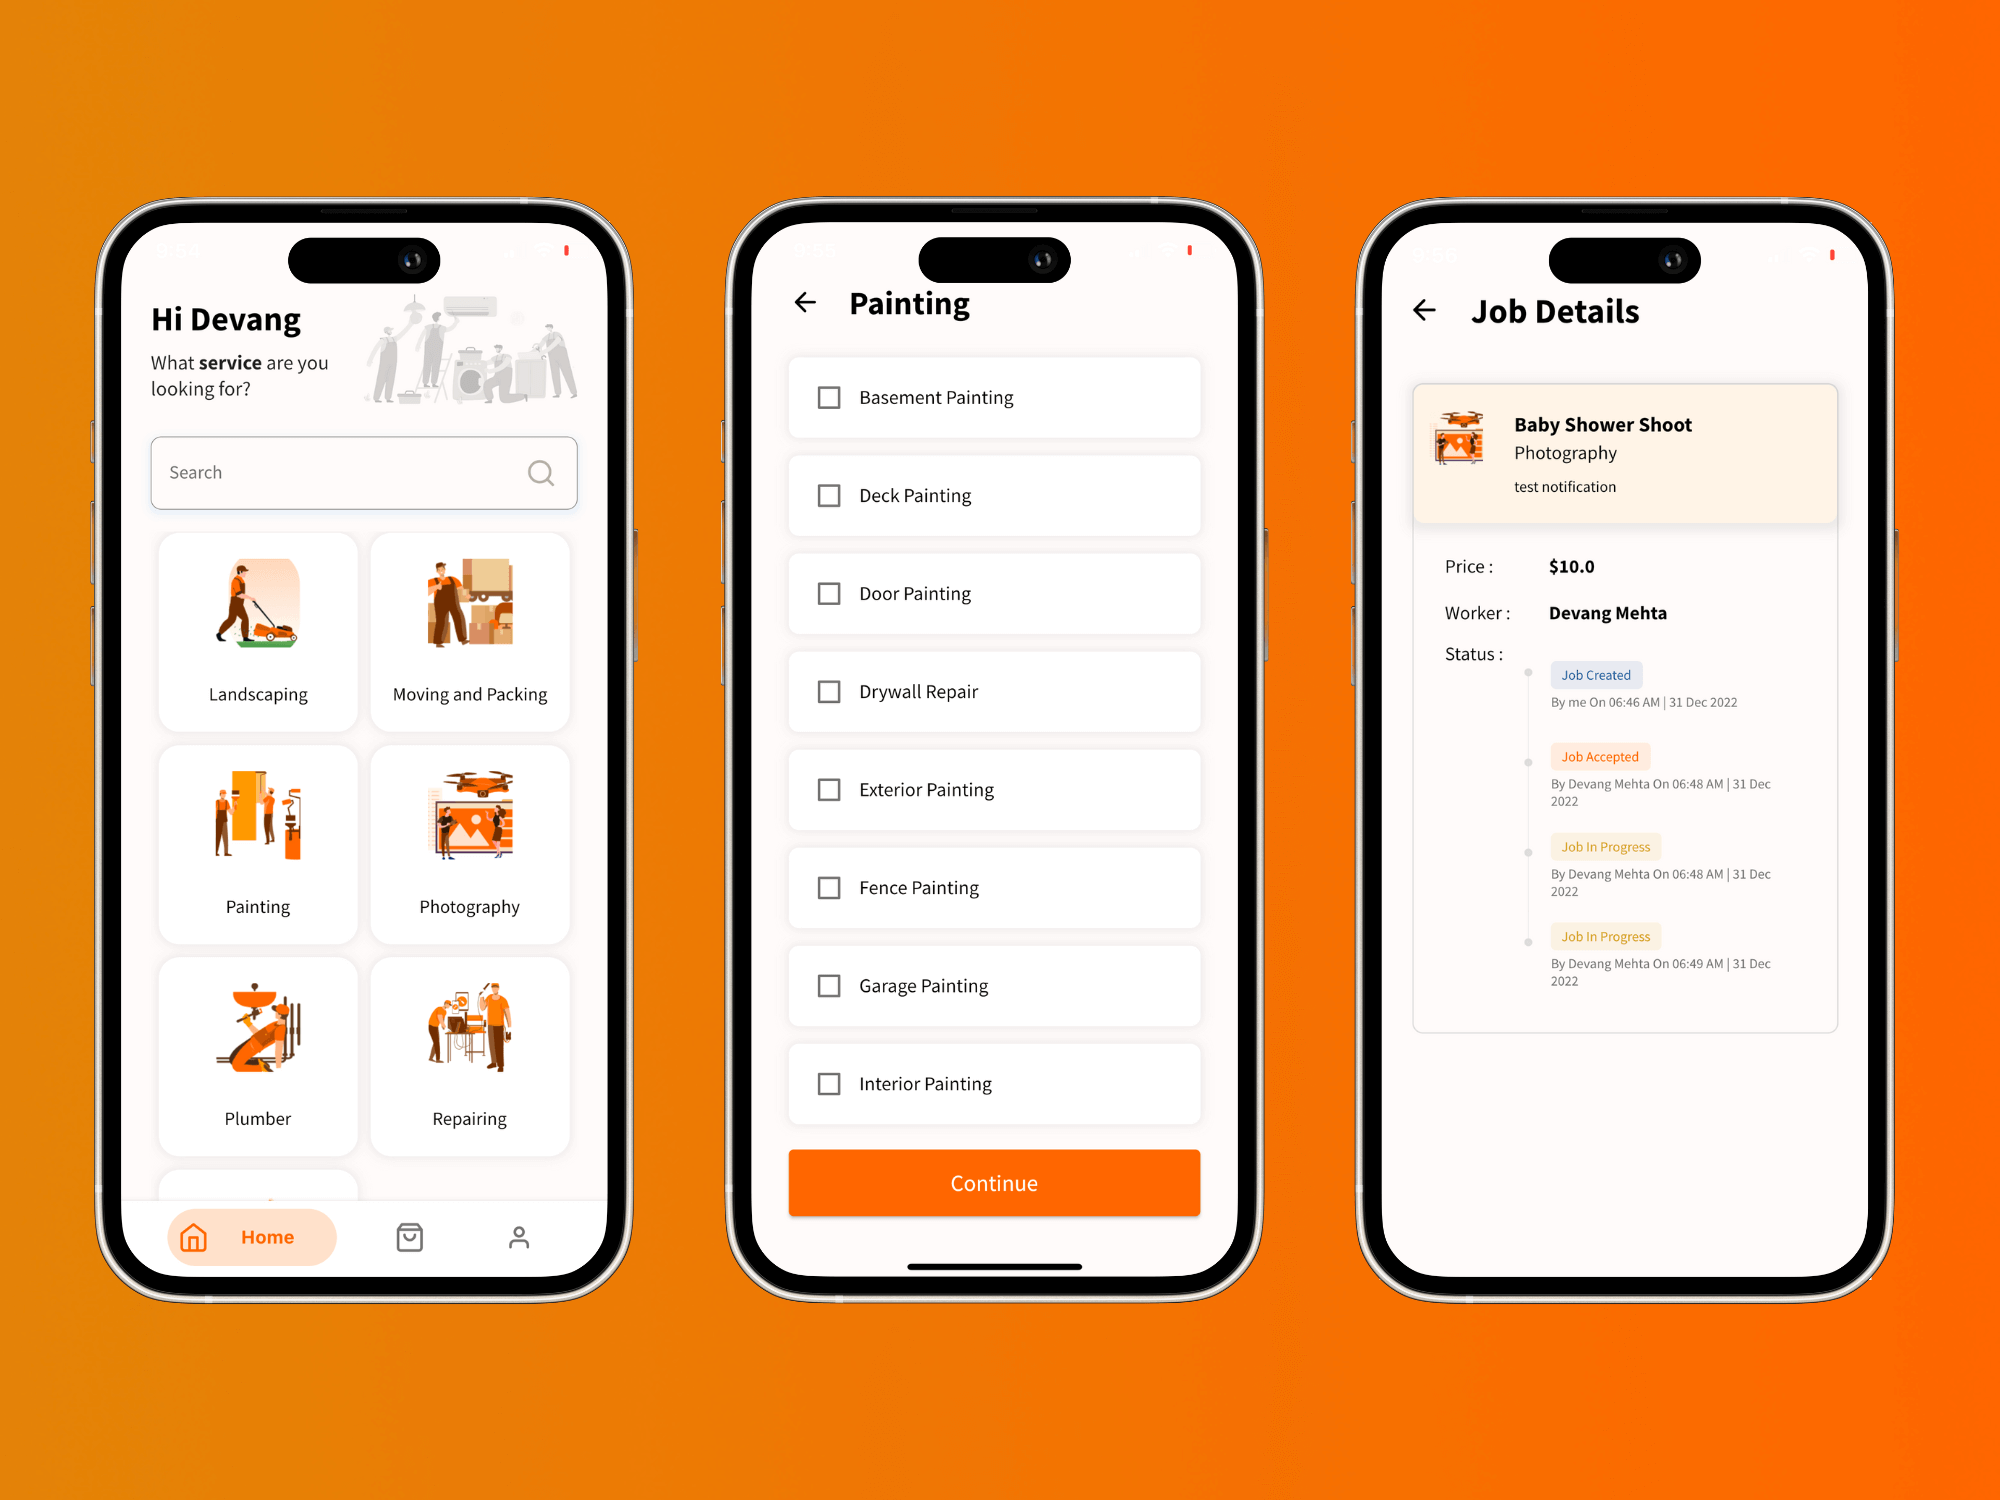 Hi Devang
What service are you
looking for?
Search
Landscaping
Moving and Packing
Painting
Photography
Plumber
Repairing
Home
Painting
Basement Painting
Deck Painting
Door Painting
Drywall Repair
Exterior Painting
Fence Painting
Garage Painting
Interior Painting
Continue
Job Details
Baby Shower Shoot
Photography
test notification
Price : $10.0
Worker : Devang Mehta
Status :
Job Created
By me On 06:46 AM | 31 Dec 2022
Job Accepted
By Devang Mehta On 06:48 AM | 31 Dec
2022
Job In Progress
By Devang Mehta On 06:48 AM | 31 Dec
2022
Job In Progress
By Devang Mehta On 06:49 AM | 31 Dec
2022